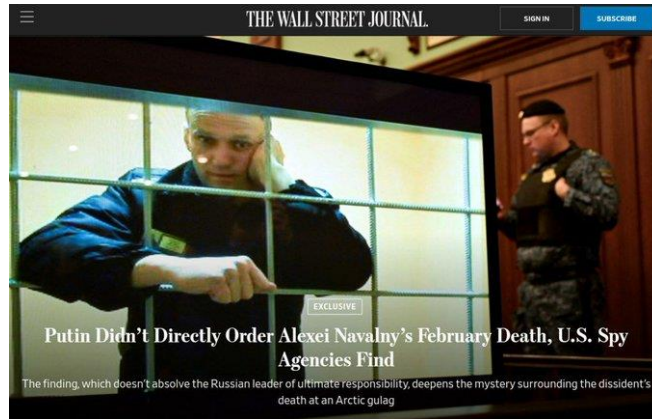 THE WALL STREET JOURNAL.
SIGN IN
SUBSCRIBE
EXCLUSIVE
Putin Didn't Directly Order Alexei Navalny's February Death, U.S. Spy
Agencies Find
The finding, which doesn't absolve the Russian leader of ultimate responsibility, deepens the mystery surrounding the dissident's
death at an Arctic gulag